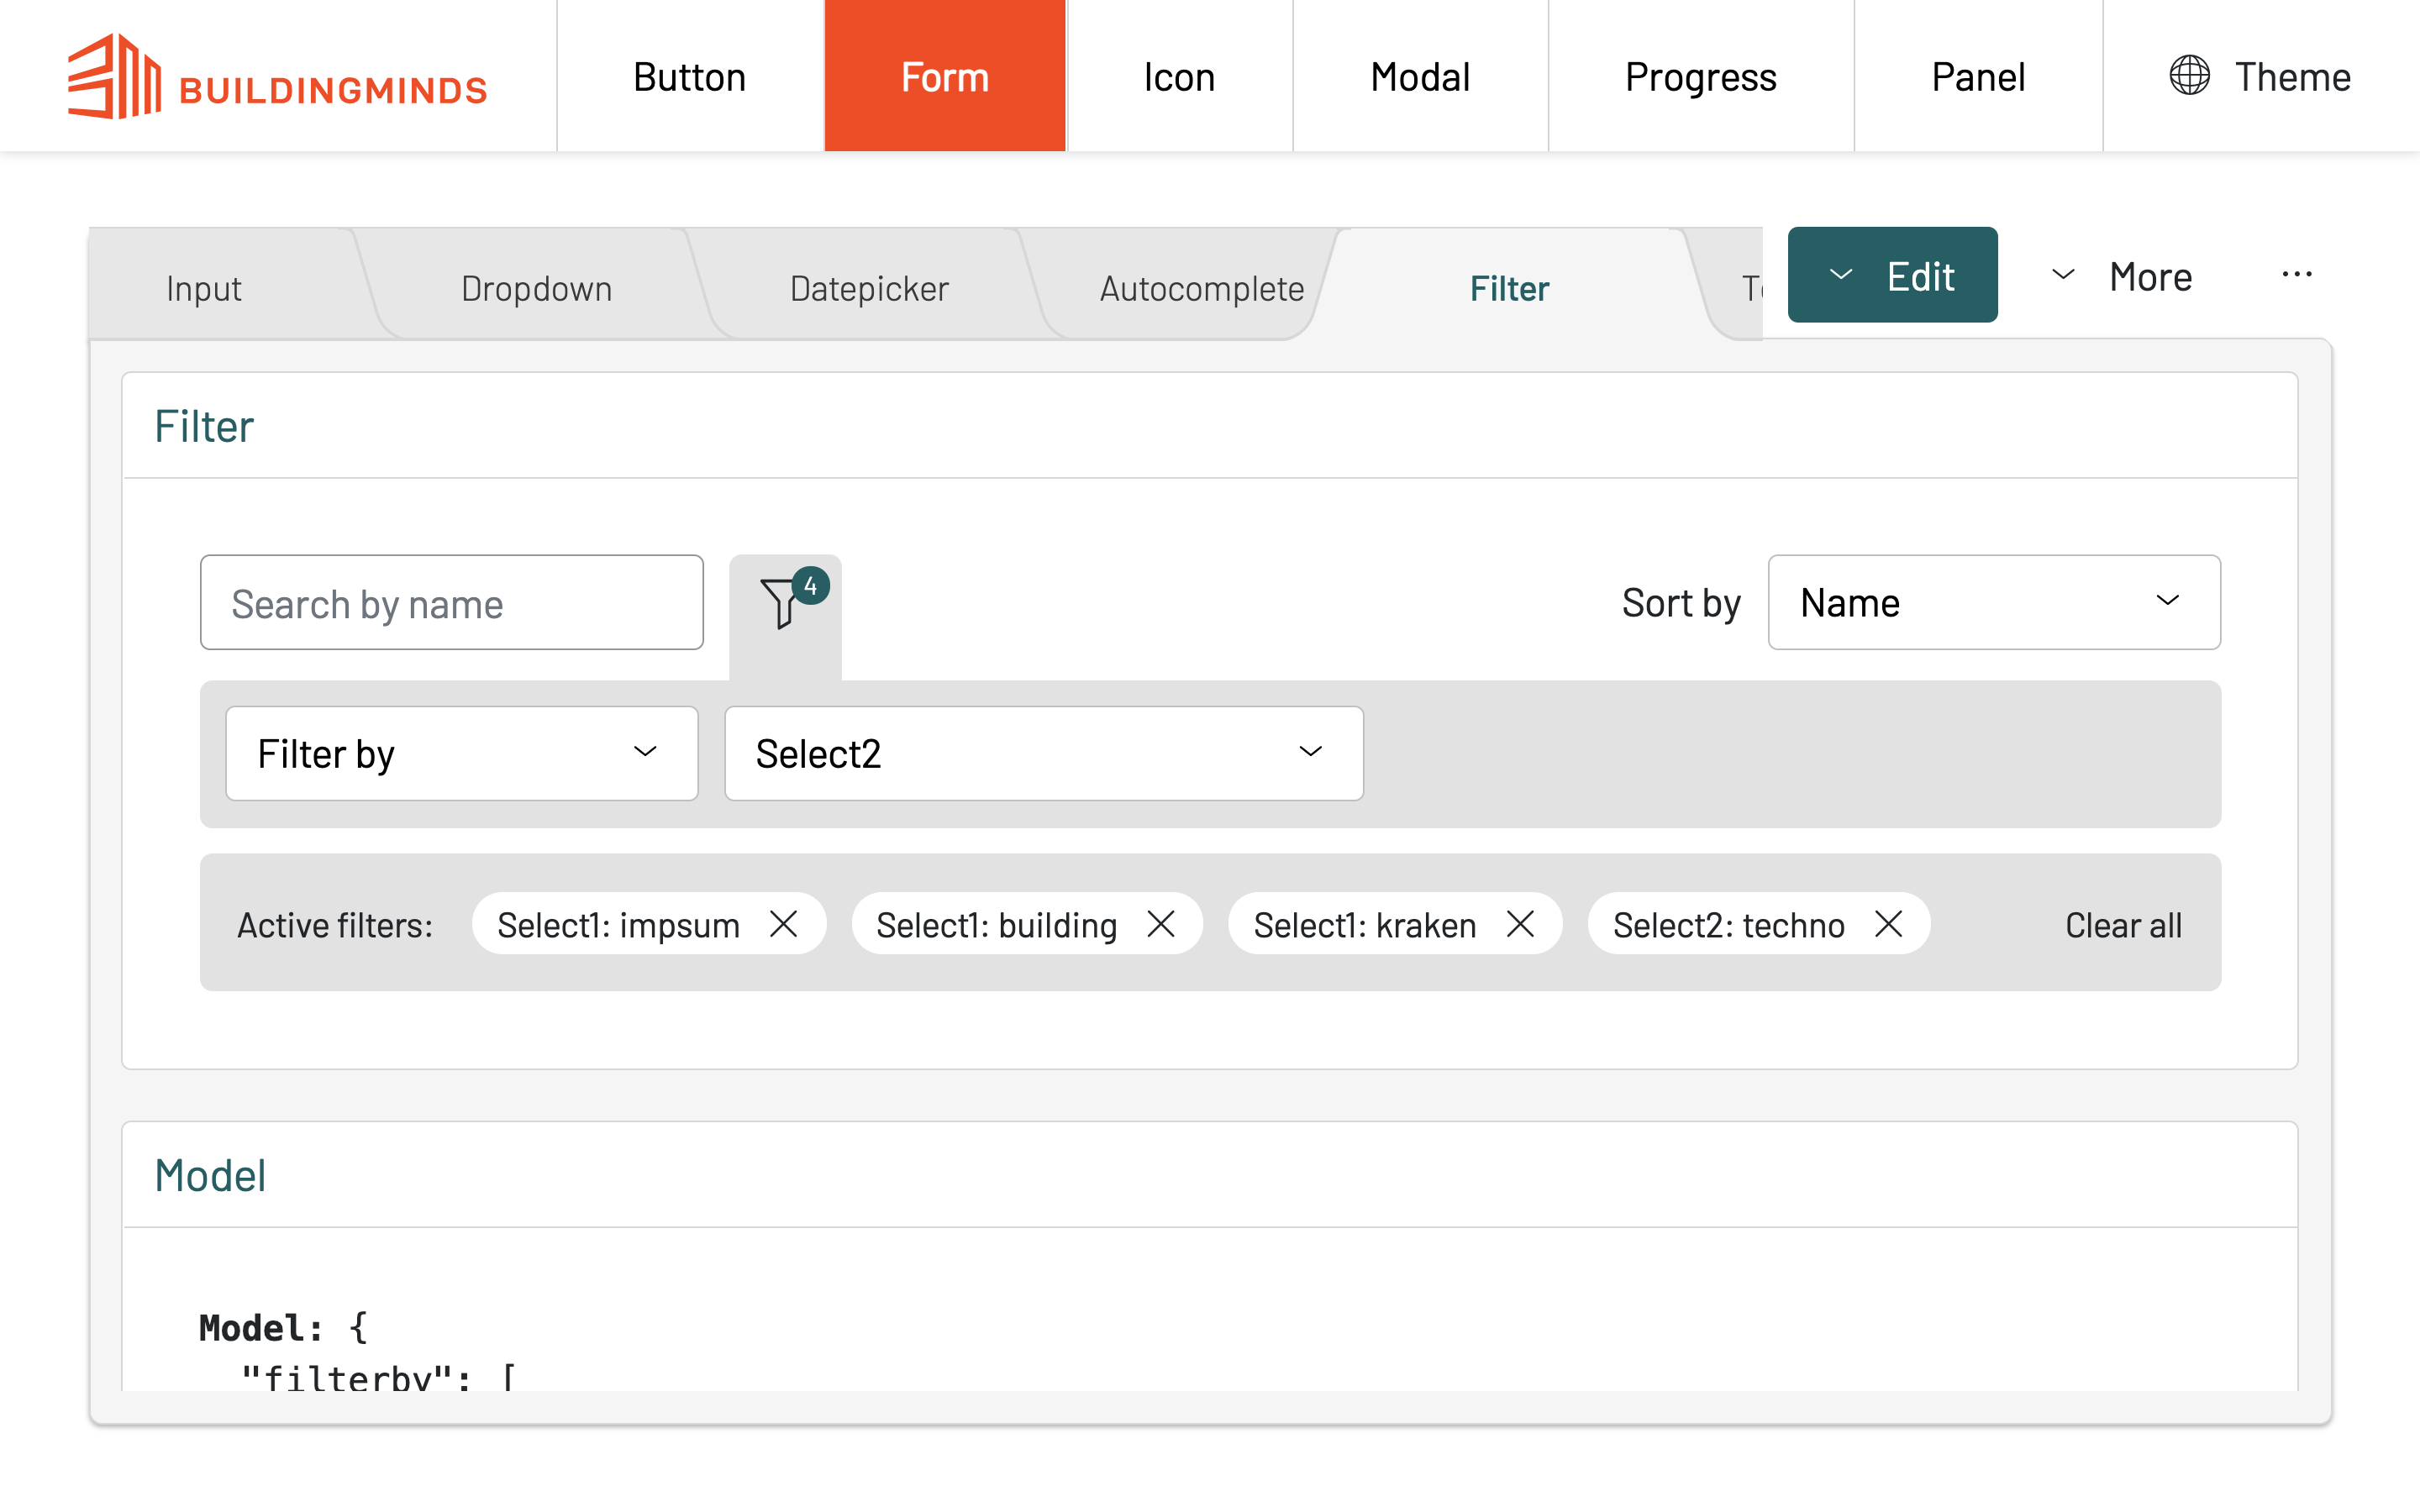 BUILDINGMINDS
Button
Form
Icon
Modal
Progress
Panel
Theme
Input
Dropdown
Datepicker
Autocomplete
Filter
Edit
More
Filter
Search by name
4
Sort by
Name
Filter by
Select2
Active filters:
Select1: impsum
Select1: building
Select1: kraken
Select2: techno
Clear all
Model
Model: {
"filterby": [